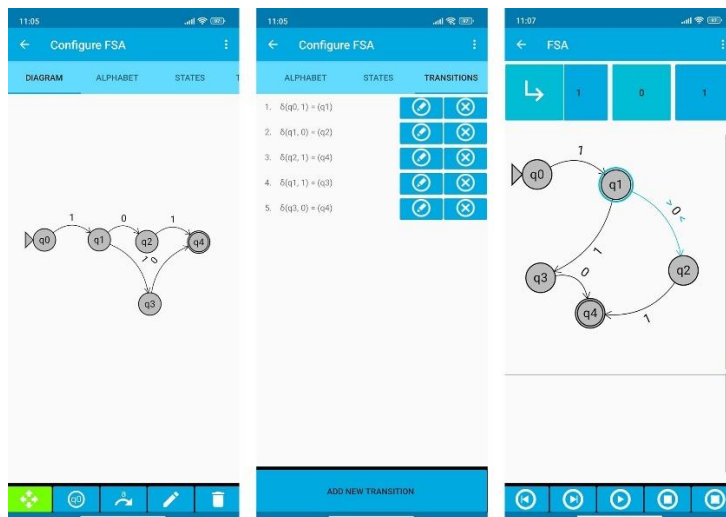 11:05
Configure FSA
DIAGRAM ALPHABET STATES
1 0 1
q0 q1 q2 q4
1 0
q3
11:05
Configure FSA
ALPHABET STATES TRANSITIONS
1. δ(q0, 1) = (q1)
2. δ(q1, 0) = (q2)
3. δ(q2, 1) = (q4)
4. δ(q1, 1) = (q3)
5. δ(q3, 0) = (q4)
ADD NEW TRANSITION
11:07
FSA
1 0 1
1
q0
q1
> 0 <
1
q3 0 q2
q4
1